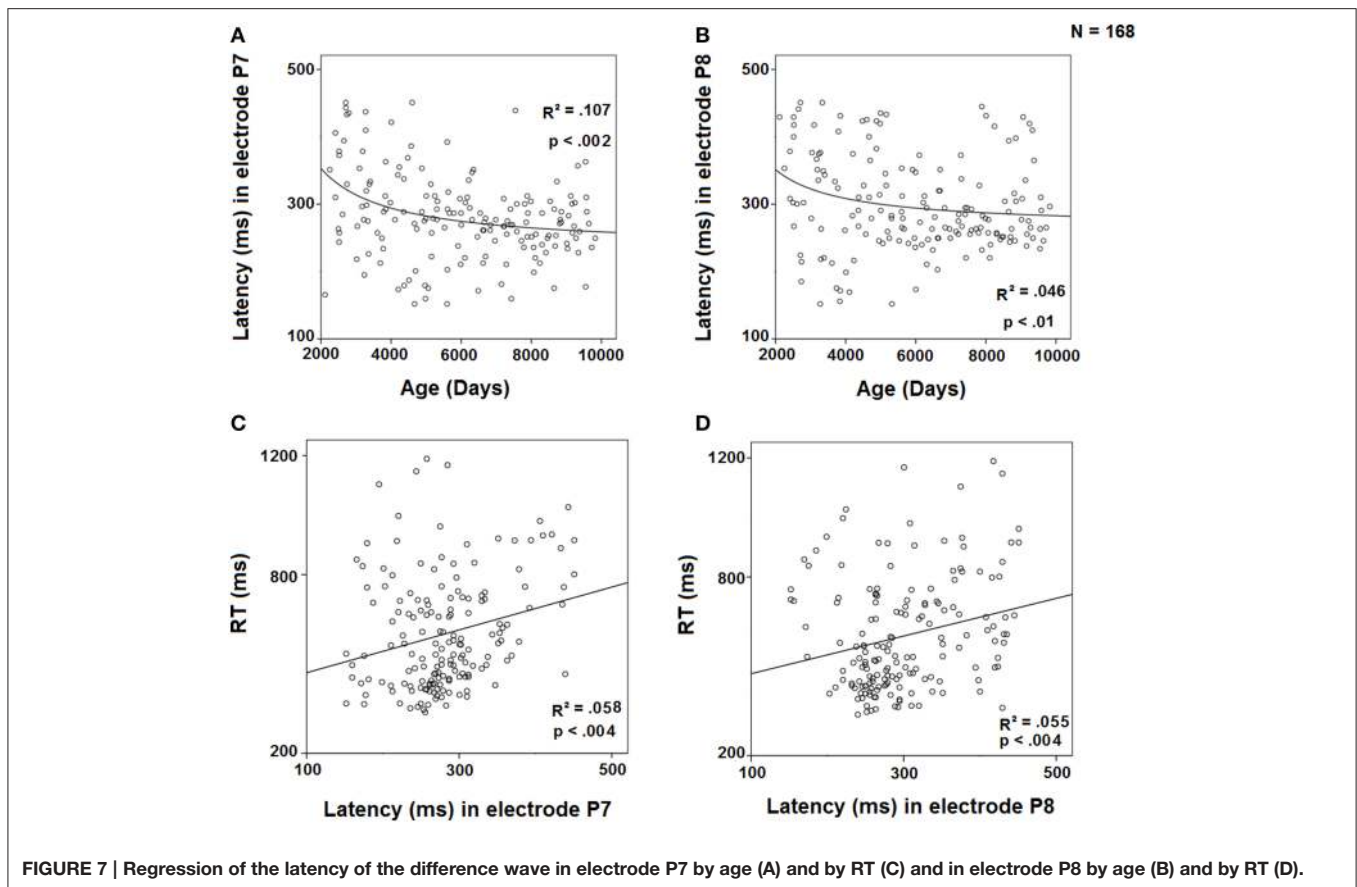 A
B
N = 168
Latency (ms) in electrode P7
500
300
100
R² = .107
p < .002
2000 4000 6000 8000 10000
Age (Days)
Latency (ms) in electrode P8
500
300
100
R² = .046
p < .01
2000 4000 6000 8000 10000
Age (Days)
C
D
RT (ms)
1200
800
200
R² = .058
p < .004
100 300 500
Latency (ms) in electrode P7
RT (ms)
1200
800
200
R² = .055
p < .004
100 300 500
Latency (ms) in electrode P8
FIGURE 7 | Regression of the latency of the difference wave in electrode P7 by age (A) and by RT (C) and in electrode P8 by age (B) and by RT (D).